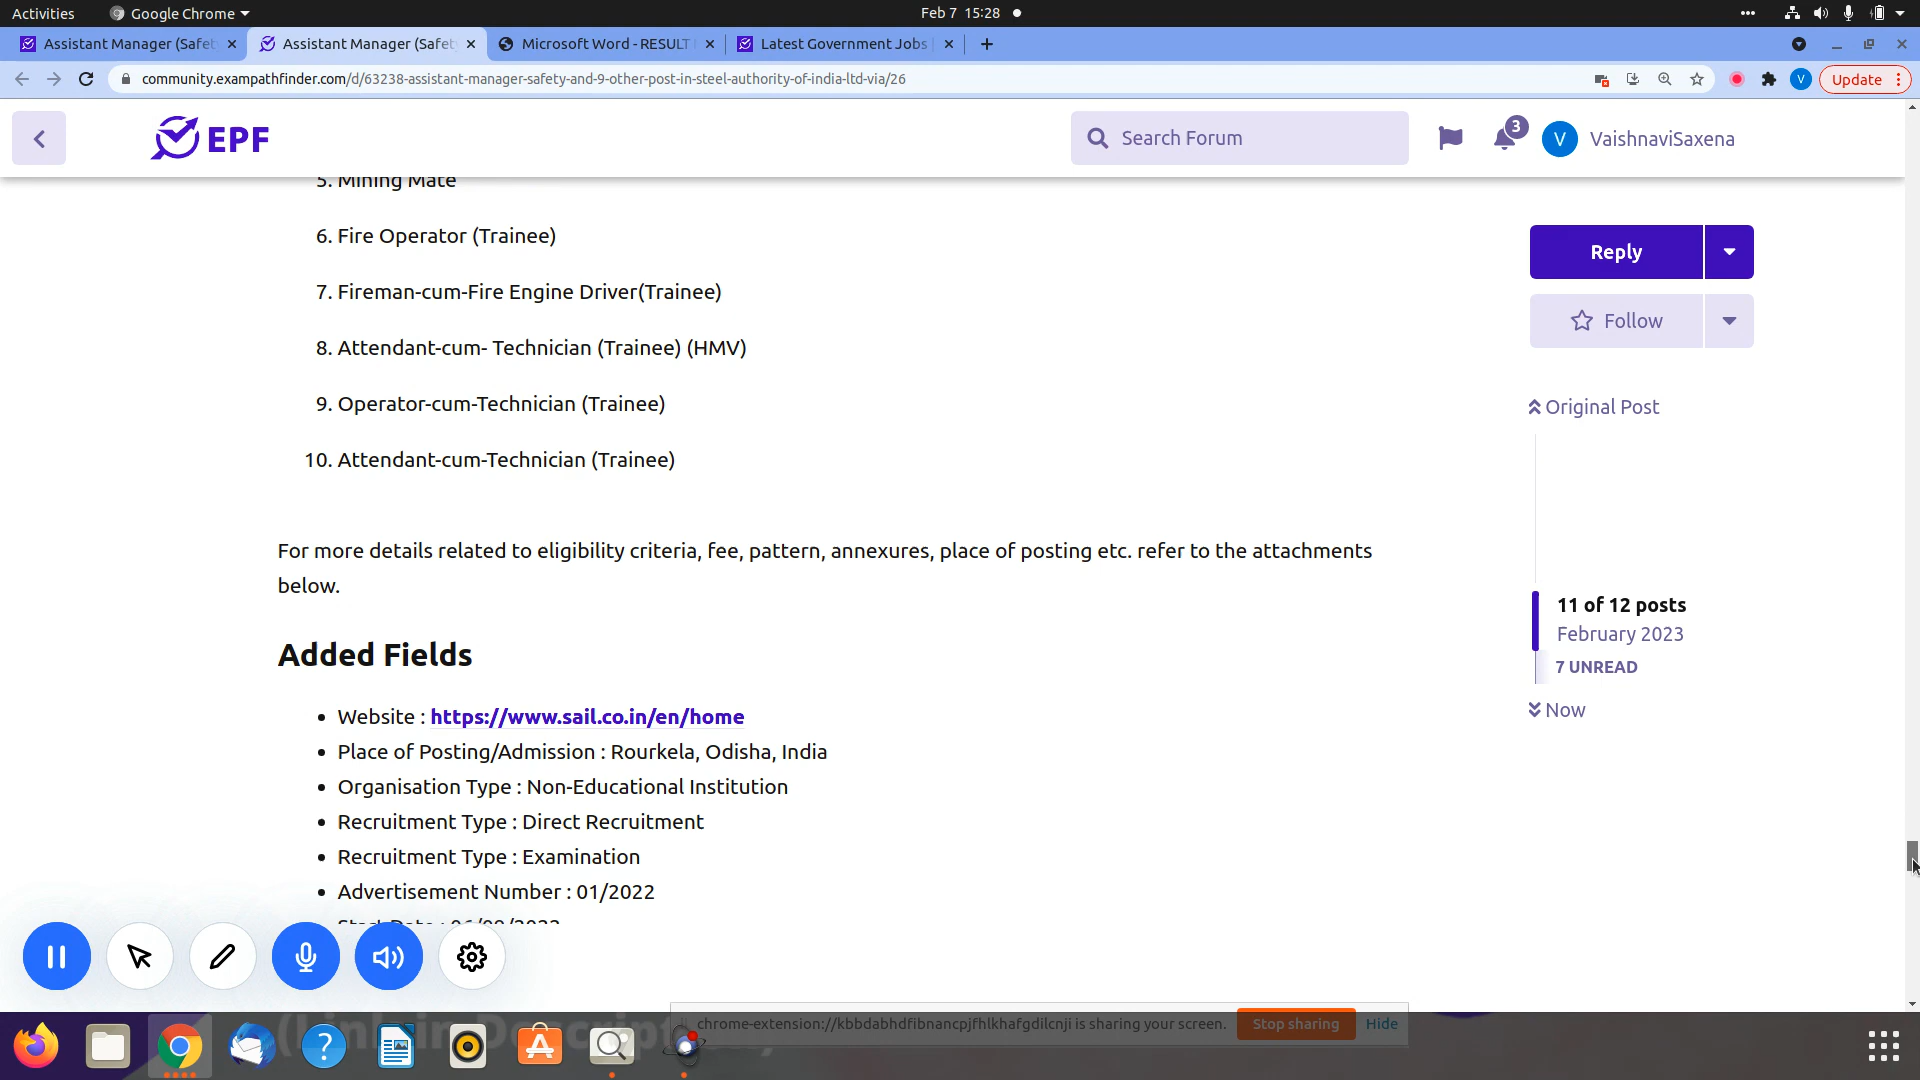 Activities
Google Chrome
Feb 7 15:28
Assistant Manager (Safet
Assistant Manager (Safety
Microsoft Word - RESULT
Latest Government Jobs
community.exampathfinder.com/d/63238-assistant-manager-safety-and-9-other-post-in-steel-authority-of-india-ltd-via/26
V
Update
EPF
Search Forum
3
V
VaishnaviSaxena
5. Mining Mate
6. Fire Operator (Trainee)
7. Fireman-cum-Fire Engine Driver(Trainee)
8. Attendant-cum- Technician (Trainee) (HMV)
9. Operator-cum-Technician (Trainee)
10. Attendant-cum-Technician (Trainee)
For more details related to eligibility criteria, fee, pattern, annexures, place of posting etc. refer to the attachments
below.
Added Fields
• Website : https://www.sail.co.in/en/home
• Place of Posting/Admission : Rourkela, Odisha, India
• Organisation Type : Non-Educational Institution
• Recruitment Type : Direct Recruitment
• Recruitment Type : Examination
• Advertisement Number : 01/2022
Reply
Follow
Original Post
11 of 12 posts
February 2023
7 UNREAD
Now
chrome-extension://kbbdabhdfibnancpjfhlkhafgdilcnji is sharing your screen.
Stop sharing
Hide